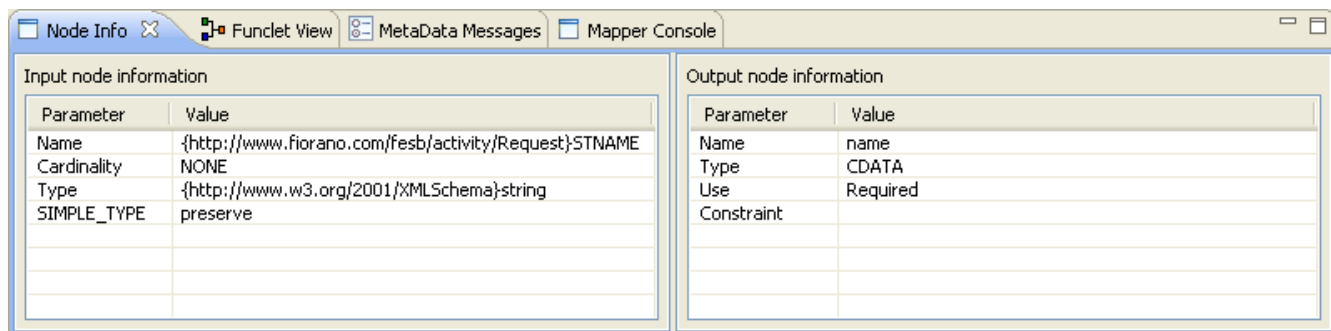 Node Info Funclet View MetaData Messages Mapper Console
Input node information
Parameter Value
Name {http://www.fiorano.com/fesb/activity/Request}STNAME
Cardinality NONE
Type {http://www.w3.org/2001/XMLSchema}string
SIMPLE_TYPE preserve
Output node information
Parameter Value
Name name
Type CDATA
Use Required
Constraint